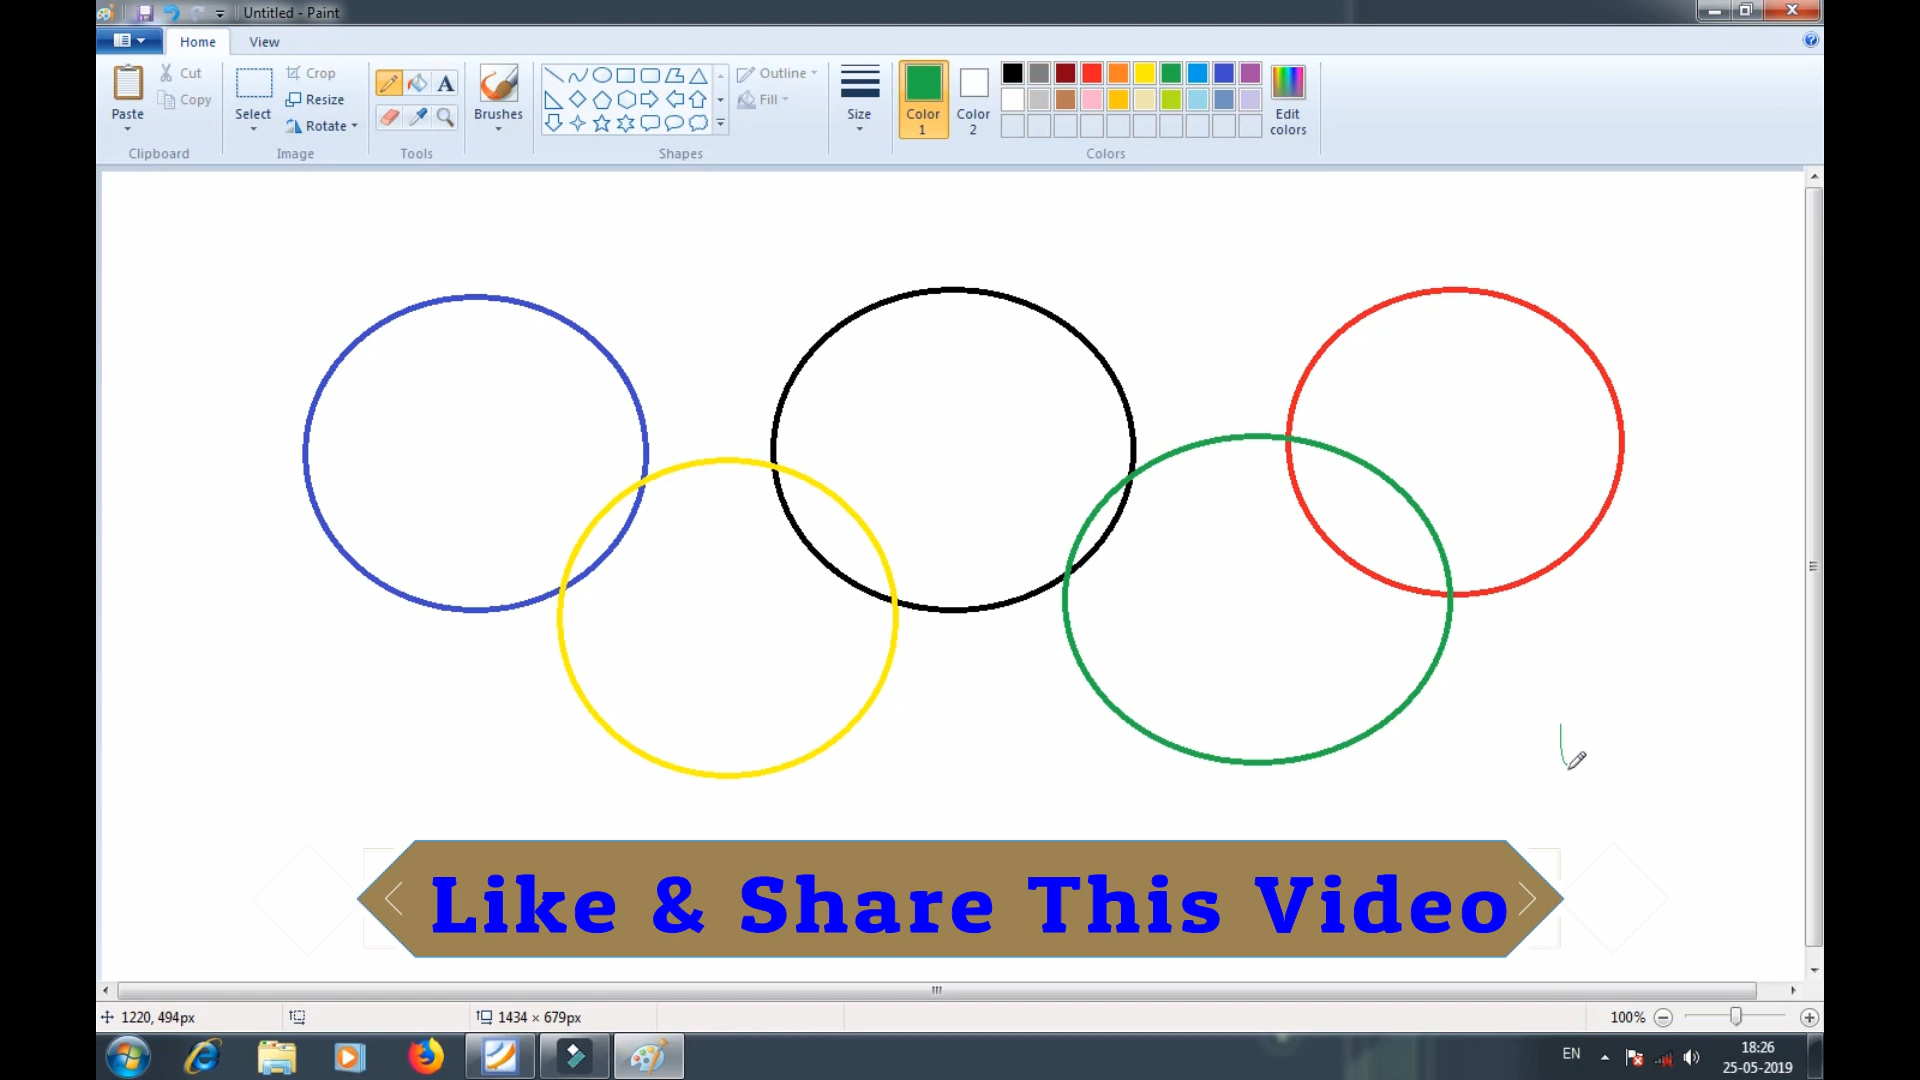 Untitled - Paint
Home View
Cut
Copy
Paste
Clipboard
Crop
Resize
Rotate
Select
Image
A
Tools
Brushes
Shapes
Outline
Fill
Size
Color 1
Color 2
Edit colors
Colors
Like & Share This Video
1220, 494px
1434 × 679px
100%
EN
18:26
25-05-2019